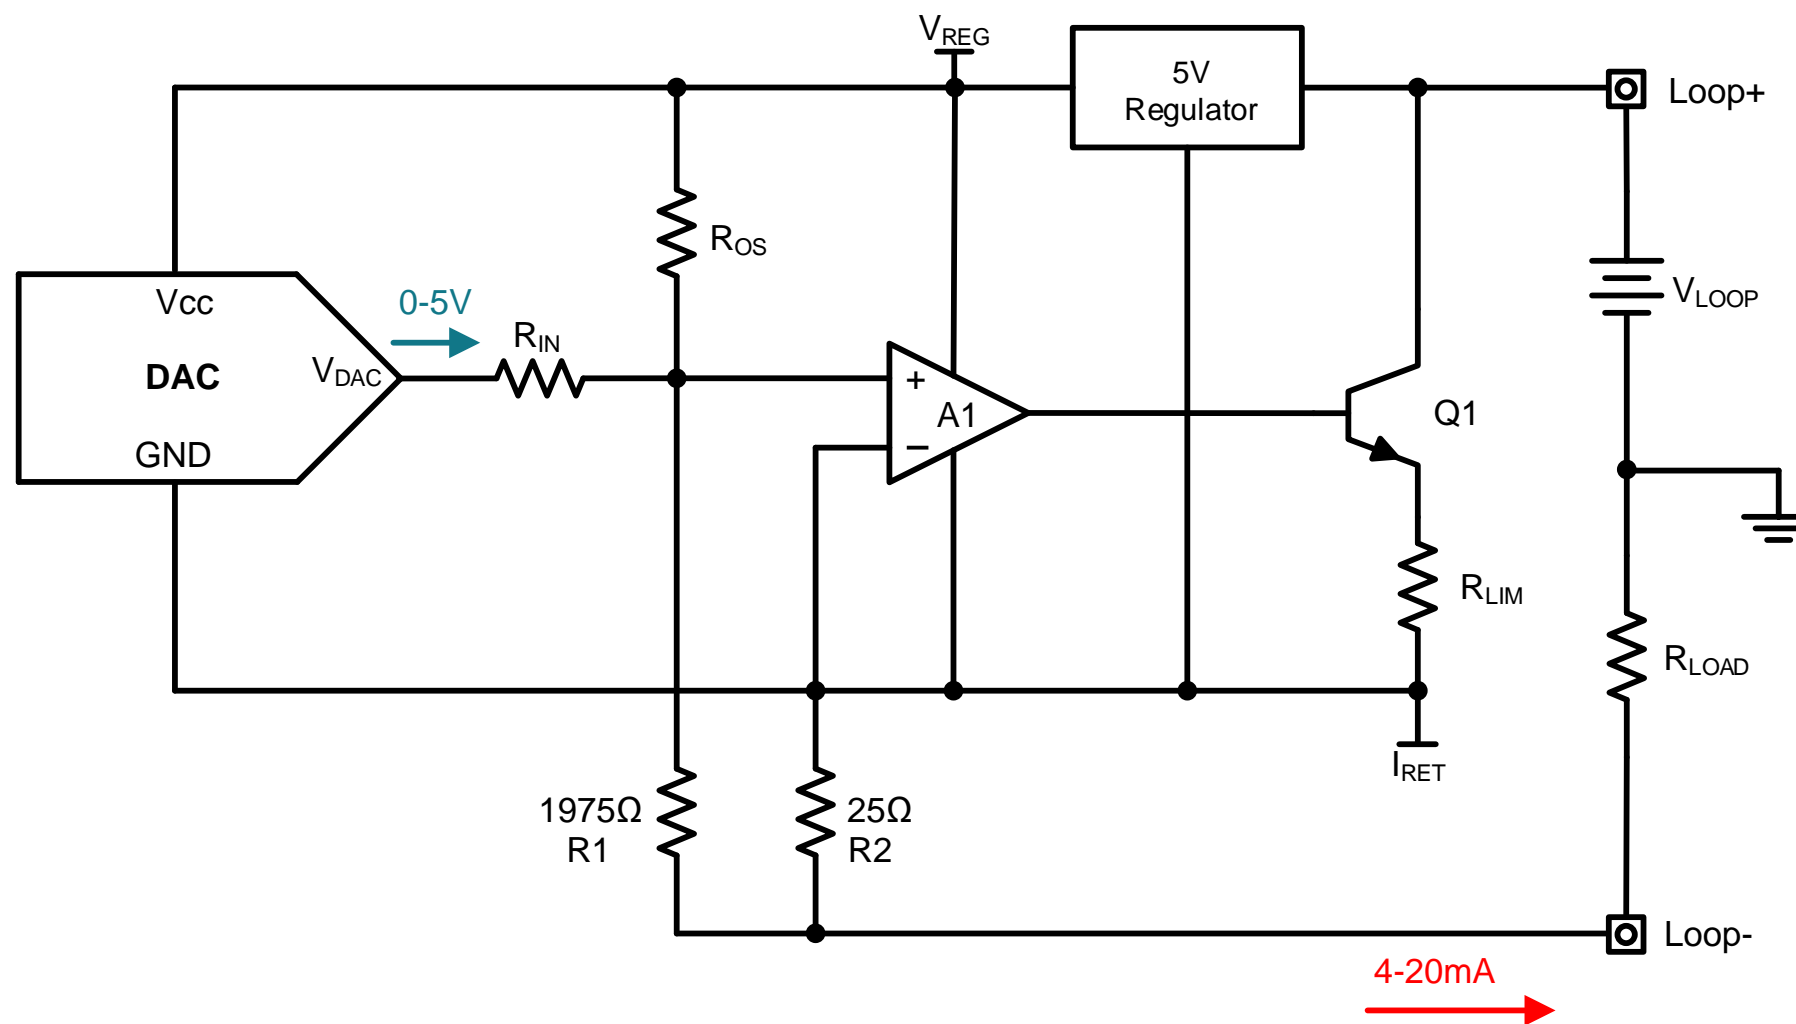 VREG
5V
Regulator
Loop+
ROS
Vcc
0-5V
VLOOP
RIN
DAC
VDAC
+
A1
Q1
GND
−
RLIM
RLOAD
IRET
1975Ω
R1
25Ω
R2
Loop-
4-20mA